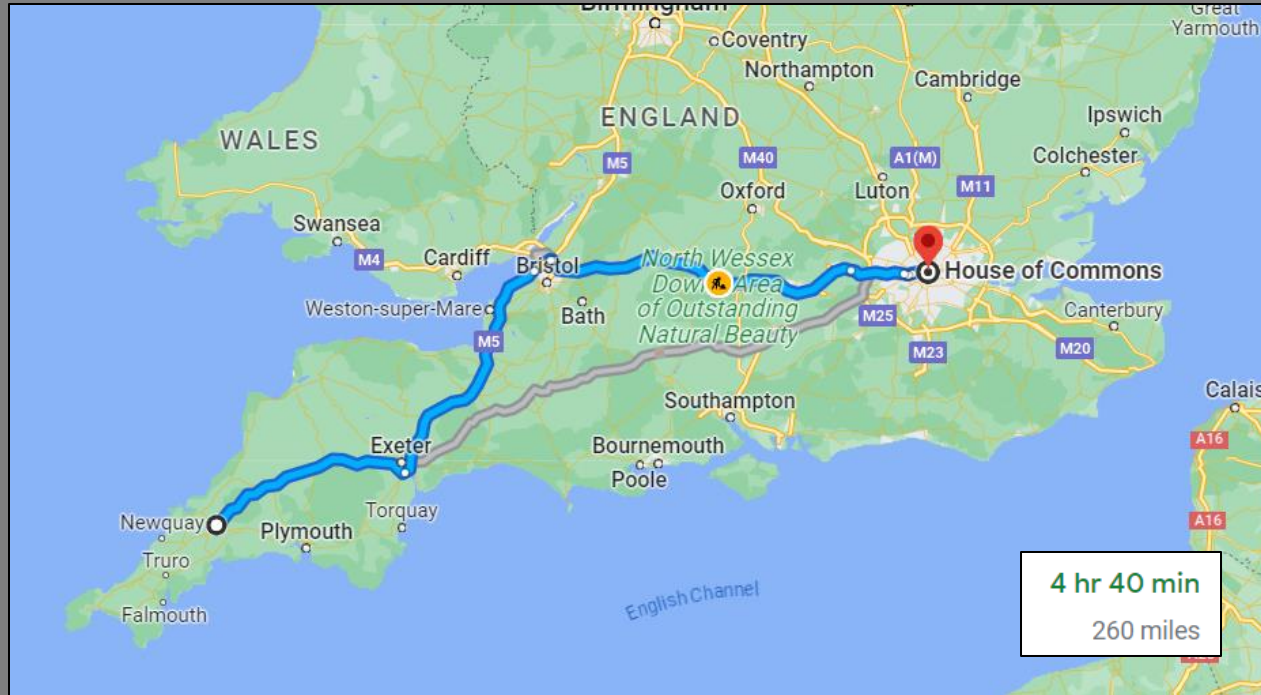 Birmingham
Great
Yarmouth
Coventry
Northampton
Cambridge
ENGLAND
Ipswich
WALES
Colchester
M5
M40
A1(M)
M11
Oxford
Luton
Swansea
M4
Cardiff
Bristol
North Wessex
Down Area
of Outstanding
Natural Beauty
House of Commons
Weston-super-Mare
Bath
M25
Canterbury
M5
M23
M20
Southampton
Calais
Exeter
Bournemouth
Poole
A16
Newquay
Torquay
Plymouth
A16
Truro
Falmouth
English Channel
4 hr 40 min
260 miles